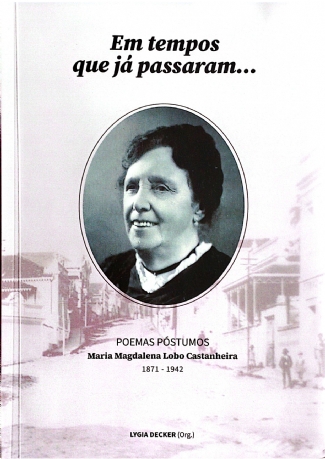 Em tempos
que já passaram...
POEMAS PÓSTUMOS
Maria Magdalena Lobo Castanheira
1871 - 1942
LYGIA DECKER (Org.)